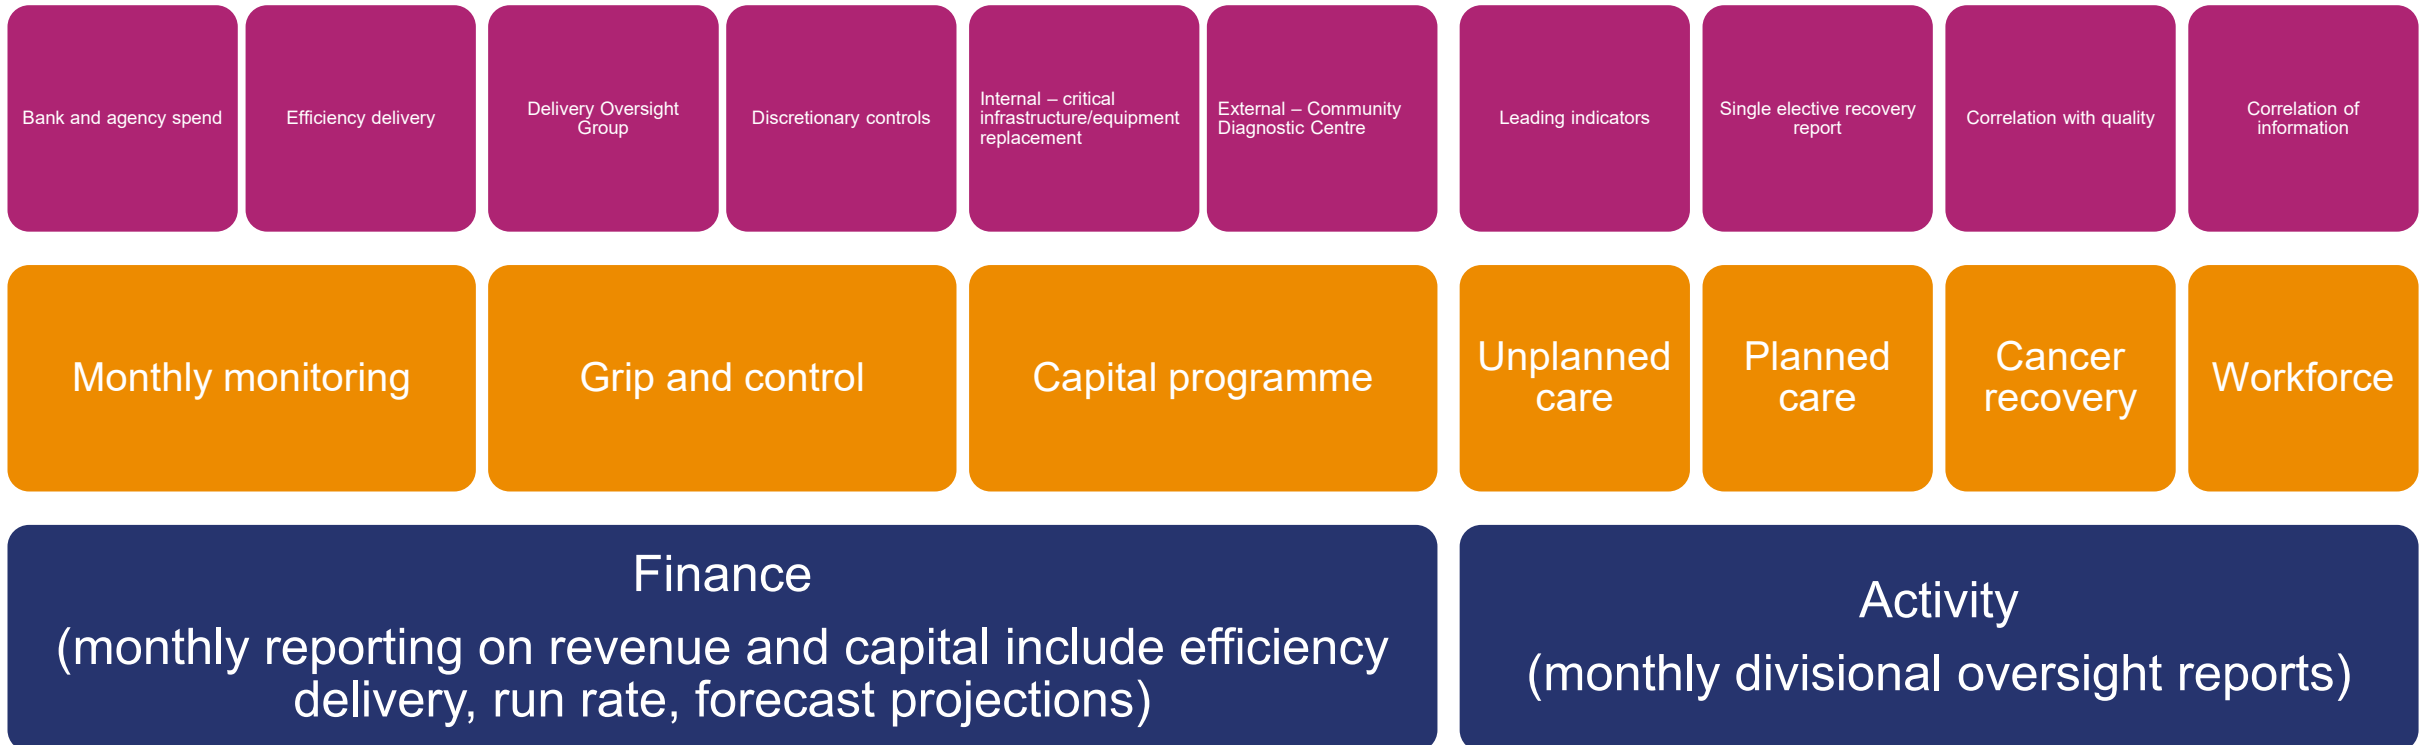 Bank and agency spend
Efficiency delivery
Delivery Oversight
Group
Discretionary controls
Internal – critical
infrastructure/equipment
replacement
External – Community
Diagnostic Centre
Leading indicators
Single elective recovery
report
Correlation with quality
Correlation of
information
Monthly monitoring
Grip and control
Capital programme
Unplanned
care
Planned
care
Cancer
recovery
Workforce
Finance
(monthly reporting on revenue and capital include efficiency
delivery, run rate, forecast projections)
Activity
(monthly divisional oversight reports)